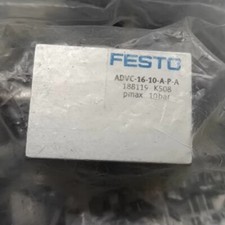 FESTO
ADVC-16-10-A-P-A
188119 K508
pmax. 10bar